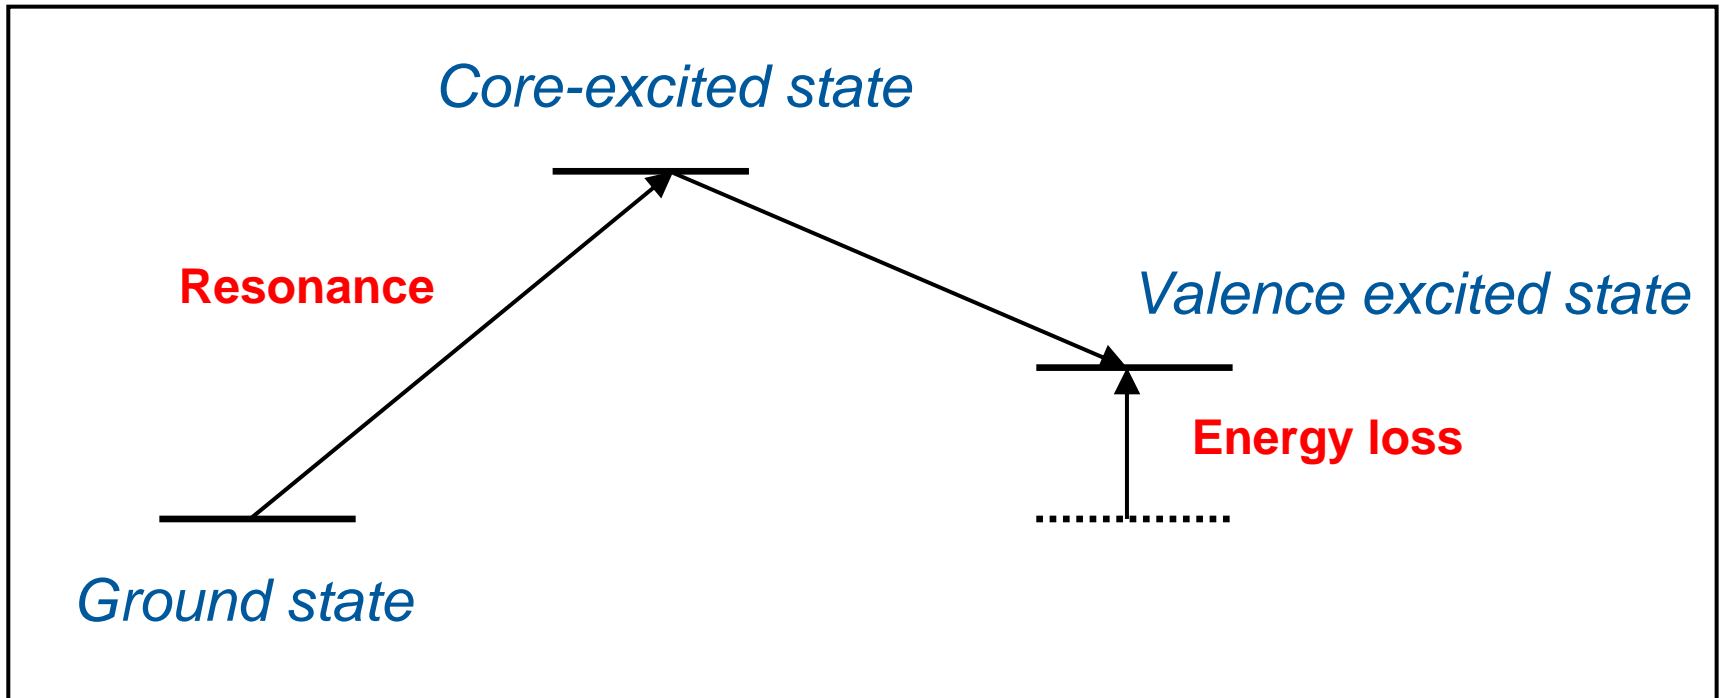 Core-excited state
Resonance
Valence excited state
Energy loss
Ground state